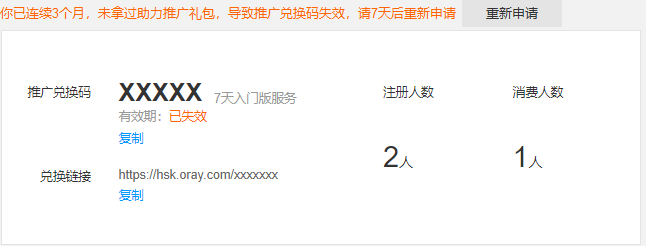 你已连续3个月，未拿过助力推广礼包，导致推广兑换码失效，请7天后重新申请 重新申请
推广兑换码 XXXXX 7天入门版服务 注册人数 消费人数
有效期：已失效
复制
2人 1人
兑换链接 https://hsk.oray.com/xxxxxxx
复制